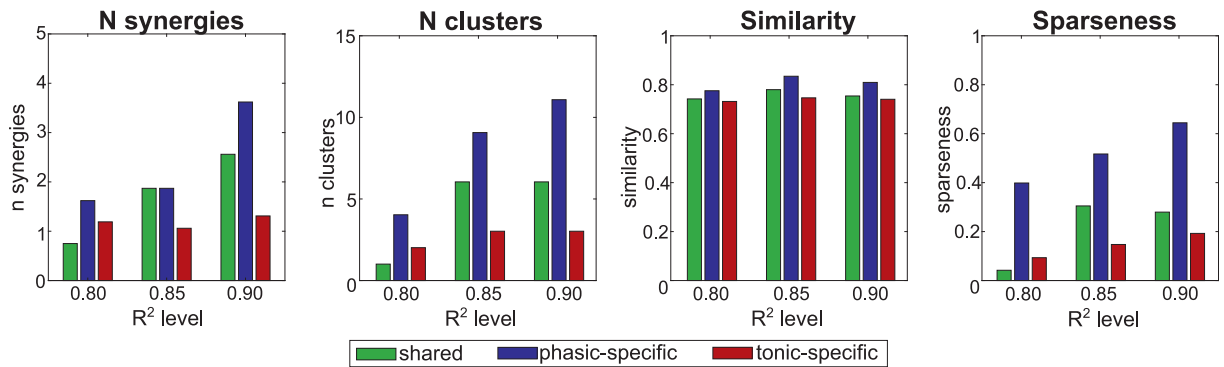 N synergies
5
4
3
2
1
0
n synergies
0.80 0.85 0.90
R² level
N clusters
15
10
5
0
n clusters
0.80 0.85 0.90
R² level
Similarity
1
0.8
0.6
0.4
0.2
0
similarity
0.80 0.85 0.90
R² level
Sparseness
1
0.8
0.6
0.4
0.2
0
sparseness
0.80 0.85 0.90
R² level
shared phasic-specific tonic-specific